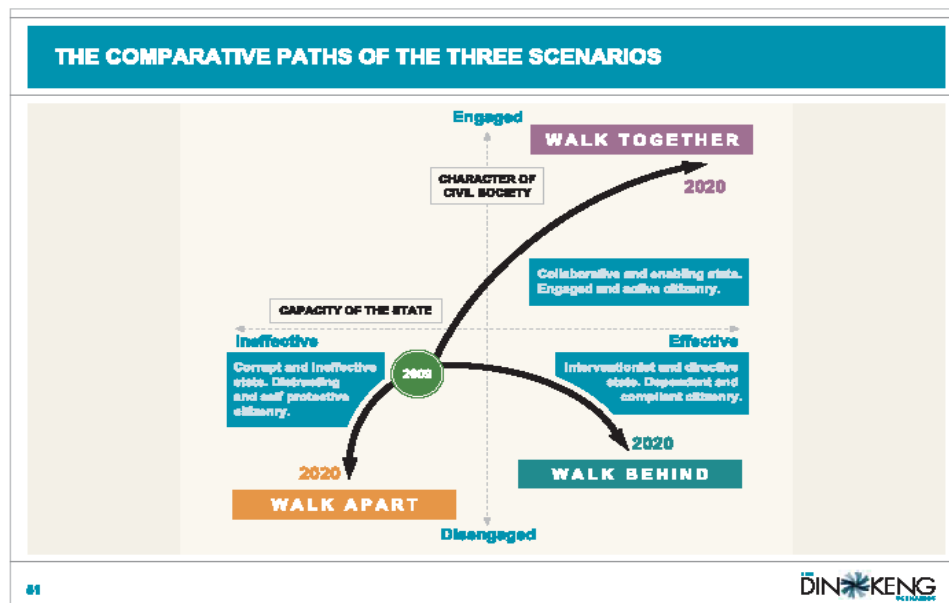 THE COMPARATIVE PATHS OF THE THREE SCENARIOS
Engaged
WALK TOGETHER
CHARACTER OF
CIVIL SOCIETY
2020
Collaborative and enabling state.
Engaged and active citizenry.
CAPACITY OF THE STATE
Ineffective
Effective
Corrupt and ineffective
state. Distrusting
and self protective
citizenry.
2009
Interventionist and directive
state. Dependent and
compliant citizenry.
2020
WALK BEHIND
2020
WALK APART
Disengaged
51
THE
DINOKENG
SCENARIOS